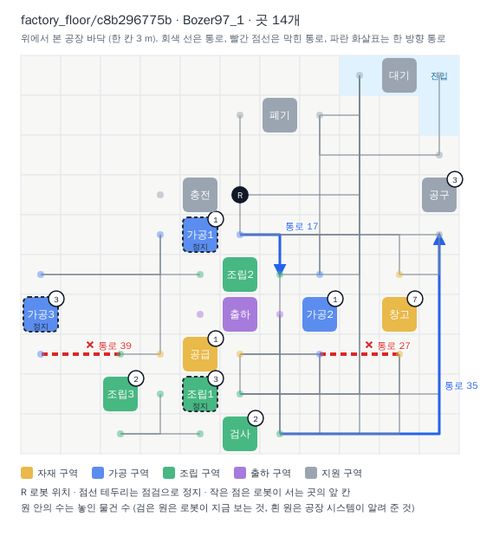 factory_floor/c8b296775b · Bozer97_1 · 곳 14개
위에서 본 공장 바닥 (한 칸 3 m). 회색 선은 통로, 빨간 점선은 막힌 통로, 파란 화살표는 한 방향 통로
대기
폐기
충전
R
공구
3
가공1
정지
1
통로 17
조립2
가공3
정지
3
출하
가공2
1
창고
7
× 통로 39
공급
1
× 통로 27
조립3
2
조립1
정지
3
통로 35
검사
2
자재 구역
가공 구역
조립 구역
출하 구역
지원 구역
R 로봇 위치 · 점선 테두리는 점검으로 정지 · 작은 점은 로봇이 서는 곳의 앞 칸
원 안의 수는 놓인 물건 수 (검은 원은 로봇이 지금 보는 것, 흰 원은 공장 시스템이 알려 준 것)